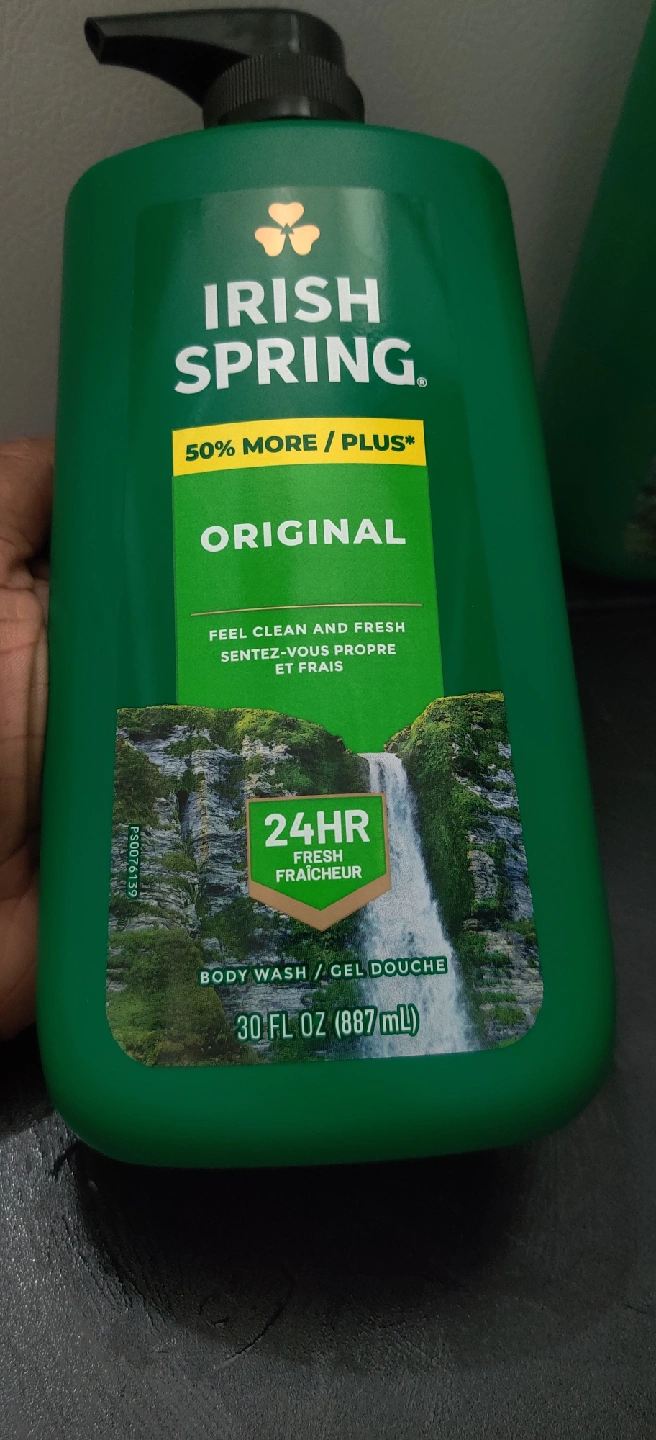 IRISH
SPRING®
50% MORE / PLUS*
ORIGINAL
FEEL CLEAN AND FRESH
SENTEZ-VOUS PROPRE
ET FRAIS
24HR
FRESH
FRAÎCHEUR
PS0076139
BODY WASH / GEL DOUCHE
30 FL OZ (887 mL)